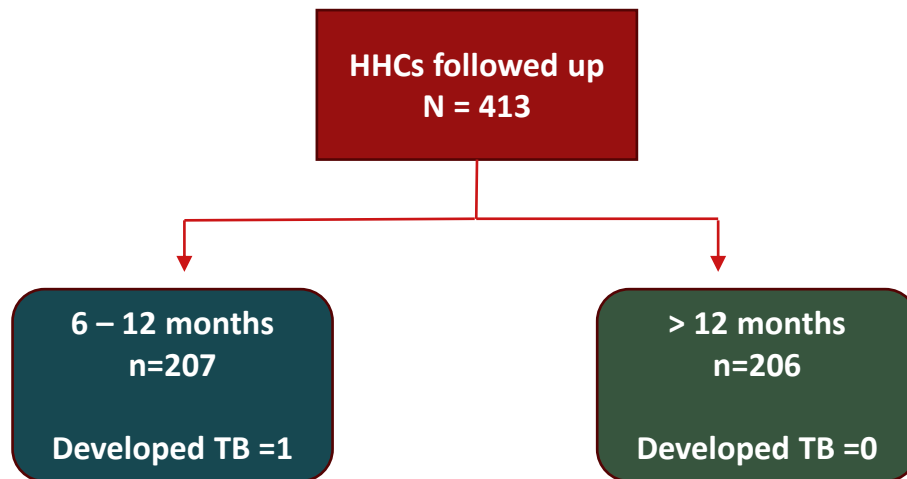 HHCs followed up
N = 413
6 – 12 months
n=207
Developed TB =1
> 12 months
n=206
Developed TB =0